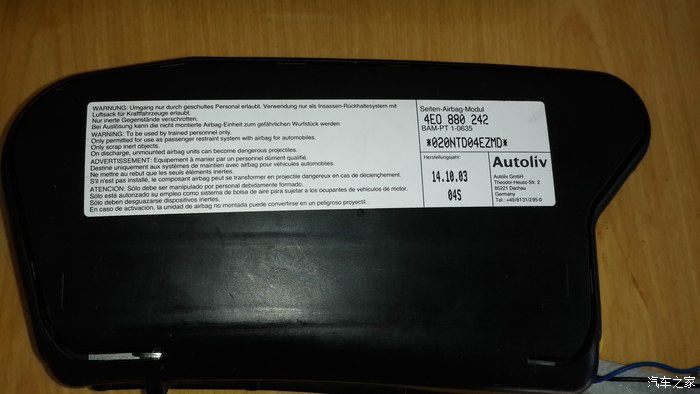 WARNUNG: Umgang nur durch geschultes Personal erlaubt. Verwendung nur als Insassen-Rückhaltesystem mit
Luftsack für Kraftfahrzeuge erlaubt.
Nur inerte Gegenstände verschrotten.
Bei Auslösung kann die nicht montierte Airbag-Einheit zum gefährlichen Wurfstück werden.
WARNING: To be used by trained personnel only.
Only permitted for use as passenger restraint system with airbag for automobiles.
Only scrap inert objects.
On discharge, unmounted airbag units can become dangerous projectiles.
ADVERTISSEMENT: Equipement à manier par un personnel dûment qualifié.
Destiné uniquement aux systèmes de maintien avec airbag pour véhicules automobiles.
Ne mettre au rebut que les seuls éléments inertes.
S'il n'est pas installé, le composant airbag peut se transformer en projectile dangereux en cas de déclenchement.
ATENCION: Sólo debe ser manipulado por personal debidamente formado.
Sólo está autorizado su empleo como sistema de bolsa de aire para sujetar a los ocupantes de vehículos de motor.
Sólo deben desguazarse dispositivos inertes.
En caso de activación, la unidad de airbag no montada puede convertirse en un peligroso proyectil.
Seiten-Airbag-Modul
4E0 880 242
BAM-PT 1-0635
*020NTD04EZMD*
Herstellungsjahr:
14.10.03
04S
Autoliv
Autoliv GmbH
Theodor-Heuss-Str. 2
85221 Dachau
Germany
Tel.: +49/8131/295-0
汽车之家